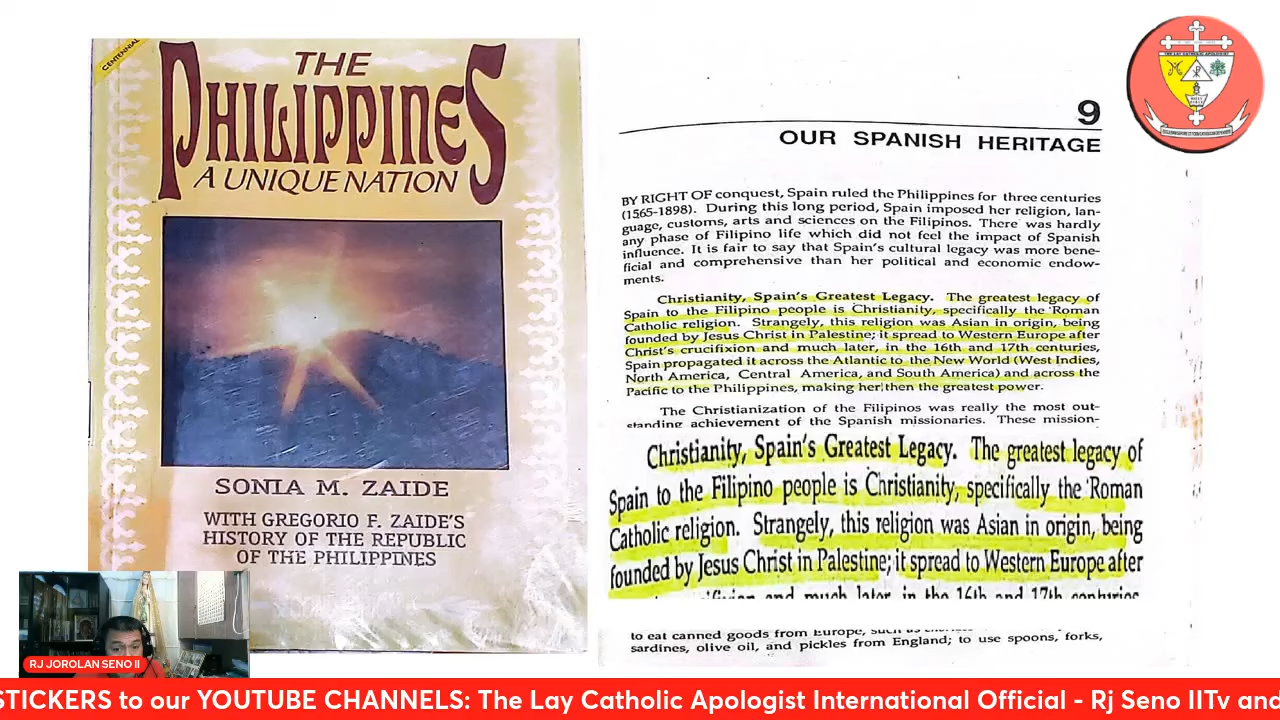 CENTENNIAL
THE
PHILIPPINES
A UNIQUE NATION
SONIA M. ZAIDE
WITH GREGORIO F. ZAIDE'S
HISTORY OF THE REPUBLIC
OF THE PHILIPPINES
9
OUR SPANISH HERITAGE
BY RIGHT OF conquest, Spain ruled the Philippines for three centuries
(1565-1898). During this long period, Spain imposed her religion, lan-
guage, customs, arts and sciences on the Filipinos. There was hardly
any phase of Filipino life which did not feel the impact of Spanish
influence. It is fair to say that Spain's cultural legacy was more bene-
ficial and comprehensive than her political and economic endow-
ments.
Christianity, Spain's Greatest Legacy. The greatest legacy of
Spain to the Filipino people is Christianity, specifically the Roman
Catholic religion. Strangely, this religion was Asian in origin, being
founded by Jesus Christ in Palestine; it spread to Western Europe after
Christ's crucifixion and much later, in the 16th and 17th centuries,
Spain propagated it across the Atlantic to the New World (West Indies,
North America, Central America, and South America) and across the
Pacific to the Philippines, making her then the greatest power.
The Christianization of the Filipinos was really the most out-
standing achievement of the Spanish missionaries. These mission-
Christianity, Spain's Greatest Legacy. The greatest legacy of
Spain to the Filipino people is Christianity, specifically the Roman
Catholic religion. Strangely, this religion was Asian in origin, being
founded by Jesus Christ in Palestine; it spread to Western Europe after
and much later, in the 16th and 17th centuries
to eat canned goods from Europe, such as
sardines, olive oil, and pickles from England; to use spoons, forks,
RJ JOROLAN SENO II
STICKERS to our YOUTUBE CHANNELS: The Lay Catholic Apologist International Official - Rj Seno IITv and